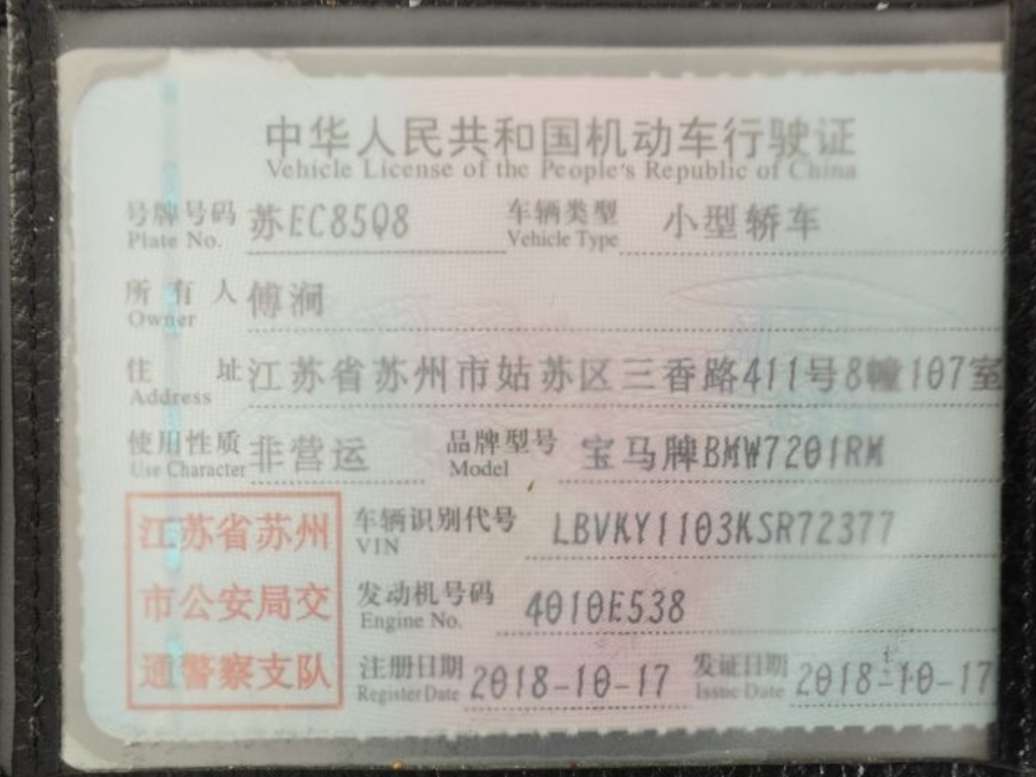 中华人民共和国机动车行驶证
Vehicle License of the People's Republic of China
号牌号码 苏EC85Q8 车辆类型 小型轿车
Plate No. Vehicle Type
所有人 傅润
Owner
住址 江苏省苏州市姑苏区三香路411号8幢107室
Address
使用性质 非营运 品牌型号 宝马牌BMW7201RM
Use Character Model
江苏省苏州 车辆识别代号 LBVKY1103KSR72377
VIN
市公安局交 发动机号码 4010E538
Engine No.
通警察支队 注册日期 2018-10-17 发证日期 2018-10-17
Register Date Issue Date